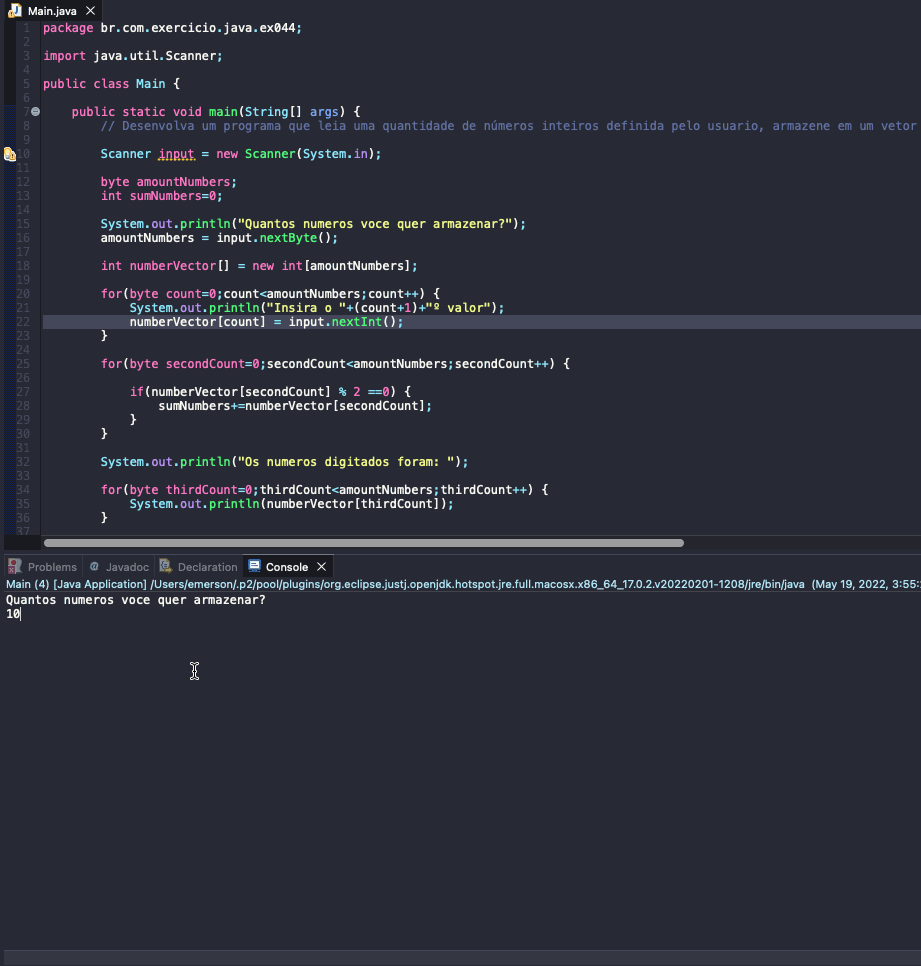 Main.java
1 package br.com.exercicio.java.ex044;
2
3 import java.util.Scanner;
4
5 public class Main {
6
7     public static void main(String[] args) {
8         // Desenvolva um programa que leia uma quantidade de números inteiros definida pelo usuario, armazene em um vetor
9
10         Scanner input = new Scanner(System.in);
11
12         byte amountNumbers;
13         int sumNumbers=0;
14
15         System.out.println("Quantos numeros voce quer armazenar?");
16         amountNumbers = input.nextByte();
17
18         int numberVector[] = new int[amountNumbers];
19
20         for(byte count=0;count<amountNumbers;count++) {
21             System.out.println("Insira o "+(count+1)+"º valor");
22             numberVector[count] = input.nextInt();
23         }
24
25         for(byte secondCount=0;secondCount<amountNumbers;secondCount++) {
26
27             if(numberVector[secondCount] % 2 ==0) {
28                 sumNumbers+=numberVector[secondCount];
29             }
30         }
31
32         System.out.println("Os numeros digitados foram: ");
33
34         for(byte thirdCount=0;thirdCount<amountNumbers;thirdCount++) {
35             System.out.println(numberVector[thirdCount]);
36         }
37
Problems @ Javadoc Declaration Console
Main (4) [Java Application] /Users/emerson/.p2/pool/plugins/org.eclipse.justj.openjdk.hotspot.jre.full.macosx.x86_64_17.0.2.v20220201-1208/jre/bin/java (May 19, 2022, 3:55:
Quantos numeros voce quer armazenar?
10